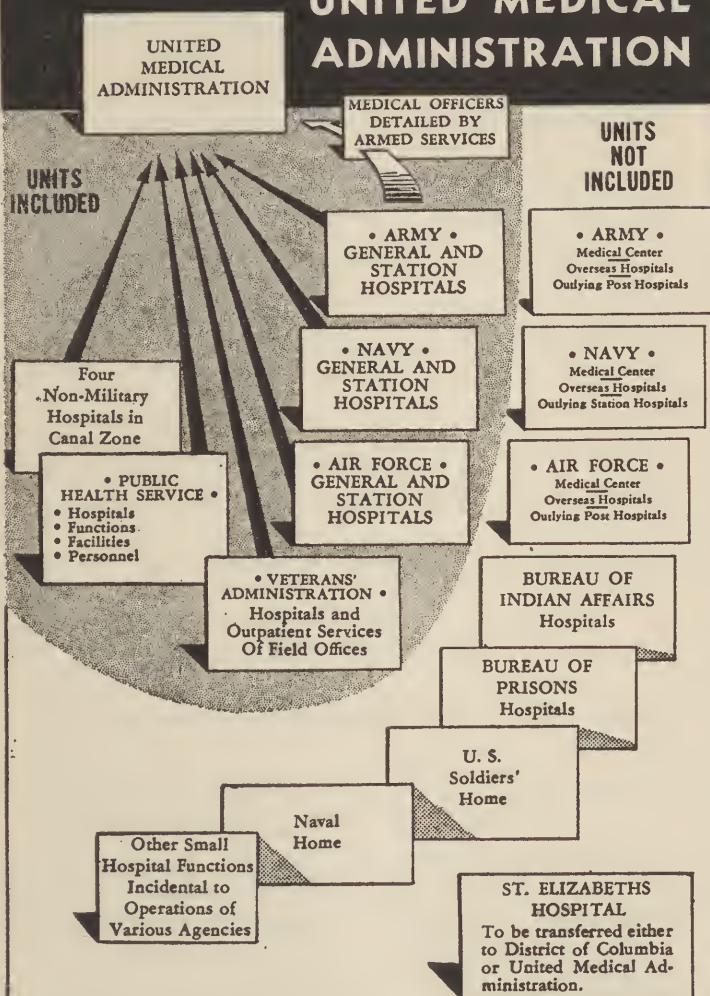 UNITED MEDICAL
ADMINISTRATION
UNITED
MEDICAL
ADMINISTRATION
MEDICAL OFFICERS
DETAILED BY
ARMED SERVICES
UNITS
INCLUDED
• ARMY •
GENERAL AND
STATION
HOSPITALS
• NAVY •
GENERAL AND
STATION
HOSPITALS
• AIR FORCE •
GENERAL AND
STATION
HOSPITALS
Four
Non-Military
Hospitals in
Canal Zone
• PUBLIC
HEALTH SERVICE •
• Hospitals
• Functions
• Facilities
• Personnel
• VETERANS'
ADMINISTRATION •
Hospitals and
Outpatient Services
Of Field Offices
UNITS
NOT
INCLUDED
• ARMY •
Medical Center
Overseas Hospitals
Outlying Post Hospitals
• NAVY •
Medical Center
Overseas Hospitals
Outlying Station Hospitals
• AIR FORCE •
Medical Center
Overseas Hospitals
Outlying Post Hospitals
BUREAU OF
INDIAN AFFAIRS
Hospitals
BUREAU OF
PRISONS
Hospitals
U. S.
Soldiers'
Home
Naval
Home
Other Small
Hospital Functions
Incidental to
Operations of
Various Agencies
ST. ELIZABETHS
HOSPITAL
To be transferred either
to District of Columbia
or United Medical Ad-
ministration.